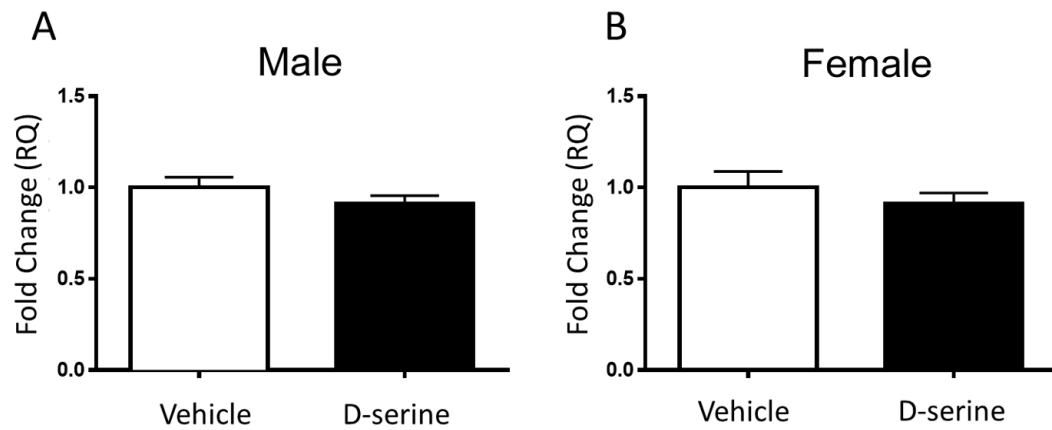 A
Male
Fold Change (RQ)
1.5
1.0
0.5
0.0
Vehicle
D-serine
B
Female
Fold Change (RQ)
1.5
1.0
0.5
0.0
Vehicle
D-serine